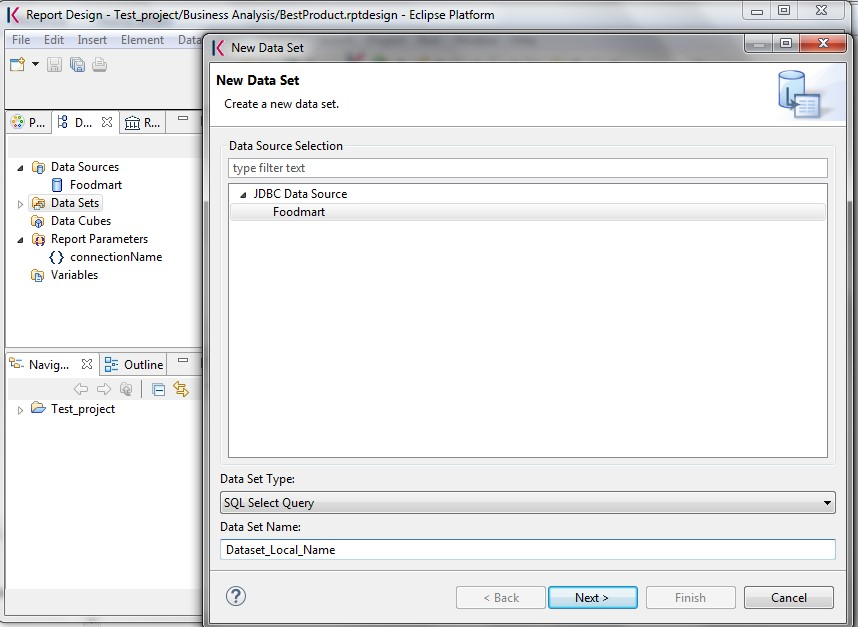 Report Design - Test_project/Business Analysis/BestProduct.rptdesign - Eclipse Platform
File Edit Insert Element Data
New Data Set
New Data Set
Create a new data set.
P... D... R...
Data Source Selection
type filter text
Data Sources
Foodmart
Data Sets
Data Cubes
Report Parameters
connectionName
Variables
JDBC Data Source
Foodmart
Navig... Outline
Test_project
Data Set Type:
SQL Select Query
Data Set Name:
Dataset_Local_Name
? < Back Next > Finish Cancel